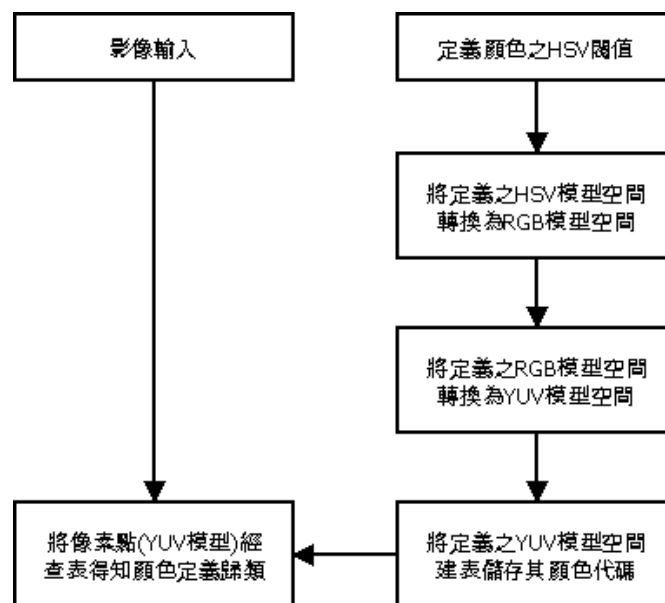 影像輸入
定義顏色之HSV閥值
將定義之HSV模型空間
轉換為RGB模型空間
將定義之RGB模型空間
轉換為YUV模型空間
將像素點(YUV模型)經
查表得知顏色定義歸類
將定義之YUV模型空間
建表儲存其顏色代碼